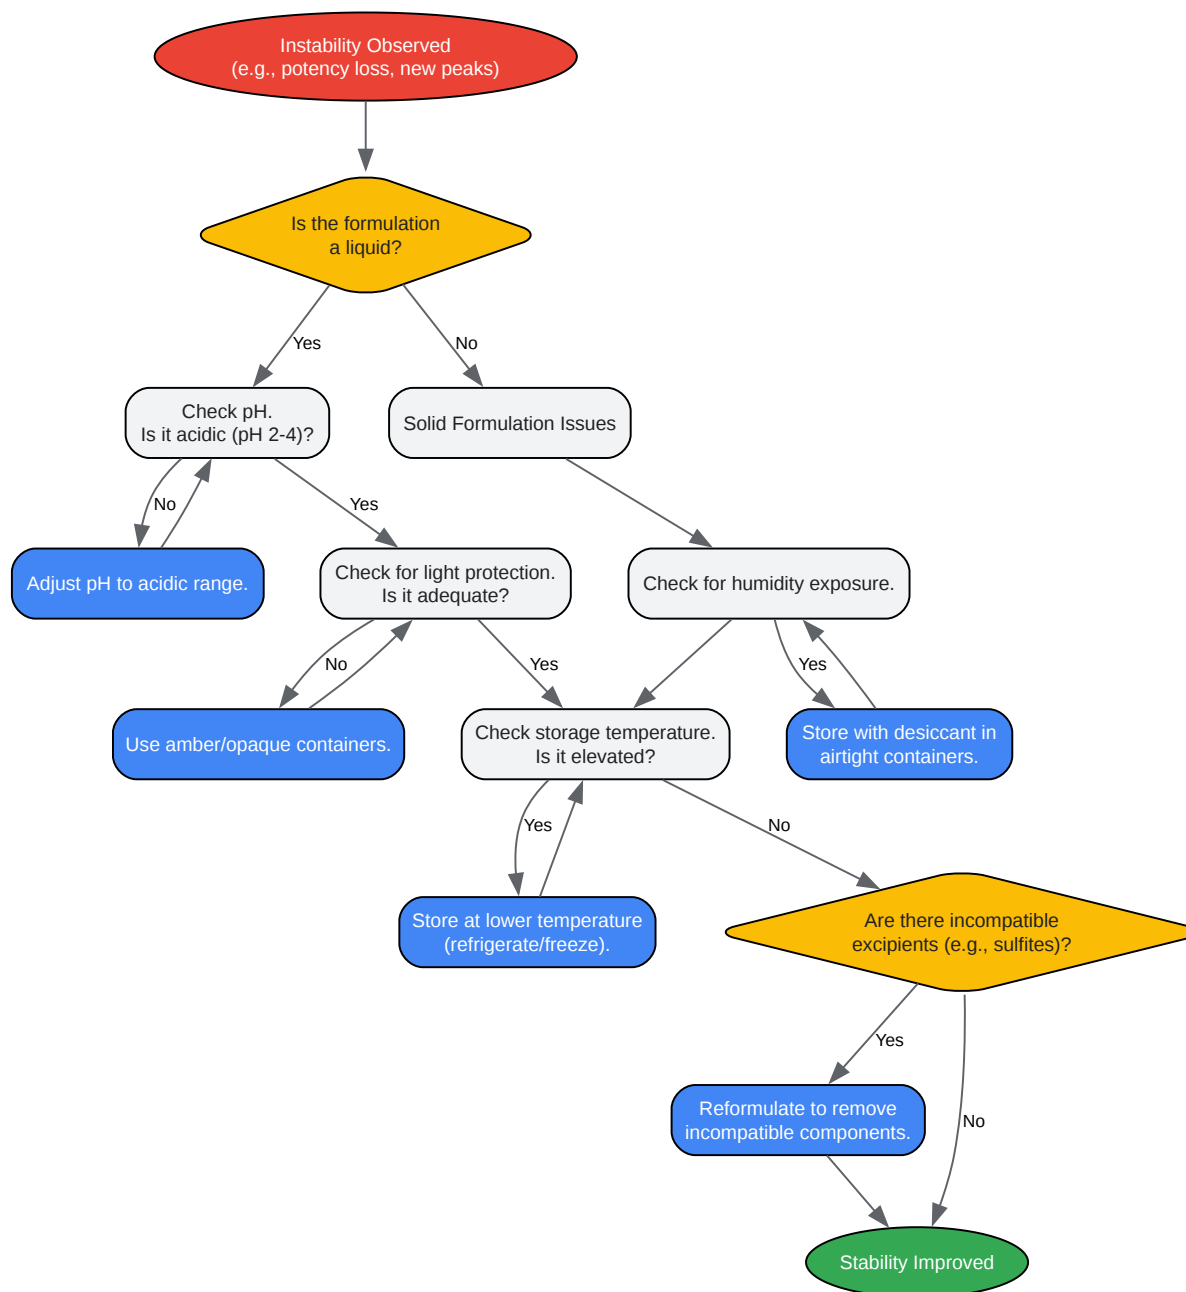 Instability Observed
(e.g., potency loss, new peaks)
Is the formulation
a liquid?
Yes
No
Check pH.
Is it acidic (pH 2-4)?
Solid Formulation Issues
No
Yes
Adjust pH to acidic range.
Check for light protection.
Is it adequate?
Check for humidity exposure.
No
Yes
Yes
Use amber/opaque containers.
Check storage temperature.
Is it elevated?
Store with desiccant in
airtight containers.
Yes
No
Store at lower temperature
(refrigerate/freeze).
Are there incompatible
excipients (e.g., sulfites)?
Yes
Reformulate to remove
incompatible components.
No
Stability Improved